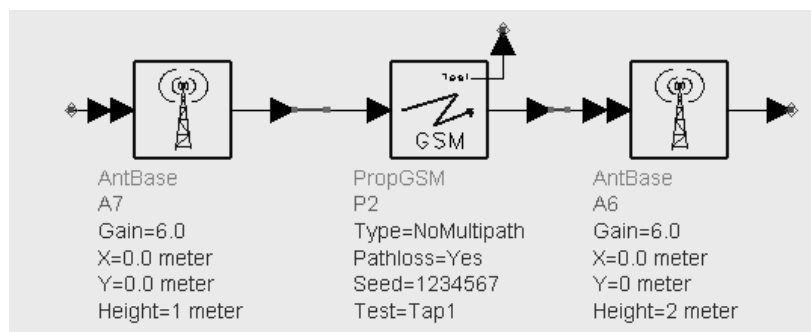 Test
GSM
AntBase
A7
Gain=6.0
X=0.0 meter
Y=0.0 meter
Height=1 meter
PropGSM
P2
Type=NoMultipath
Pathloss=Yes
Seed=1234567
Test=Tap1
AntBase
A6
Gain=6.0
X=0.0 meter
Y=0 meter
Height=2 meter